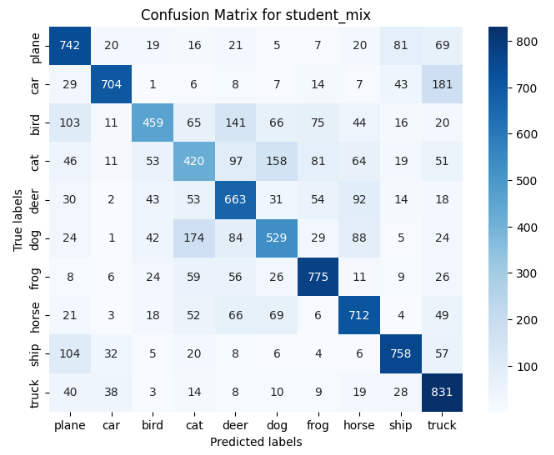 Confusion Matrix for student_mix
plane 742 20 19 16 21 5 7 20 81 69
car 29 704 1 6 8 7 14 7 43 181
bird 103 11 459 65 141 66 75 44 16 20
cat 46 11 53 420 97 158 81 64 19 51
deer 30 2 43 53 663 31 54 92 14 18
dog 24 1 42 174 84 529 29 88 5 24
frog 8 6 24 59 56 26 775 11 9 26
horse 21 3 18 52 66 69 6 712 4 49
ship 104 32 5 20 8 6 4 6 758 57
truck 40 38 3 14 8 10 9 19 28 831
plane car bird cat deer dog frog horse ship truck
Predicted labels
True labels
800
700
600
500
400
300
200
100